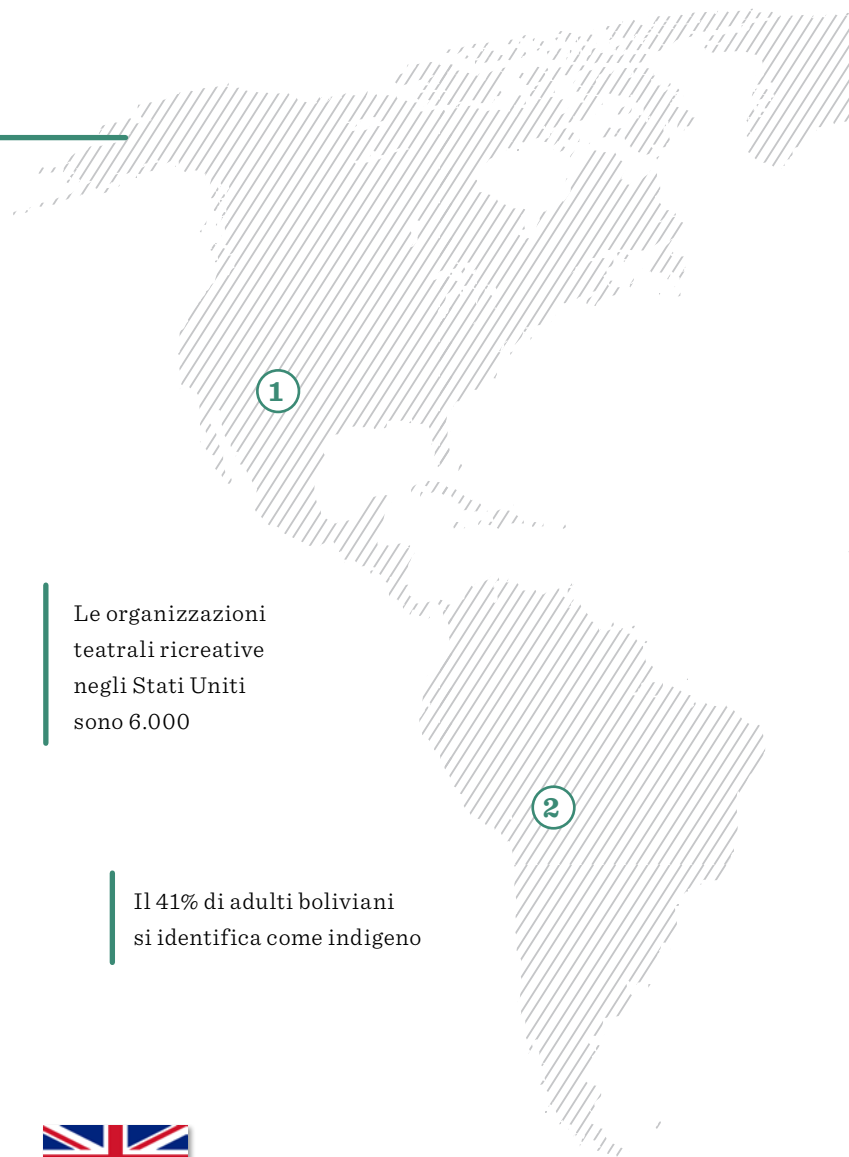 1
Le organizzazioni
teatrali ricreative
negli Stati Uniti
sono 6.000
2
Il 41% di adulti boliviani
si identifica come indigeno